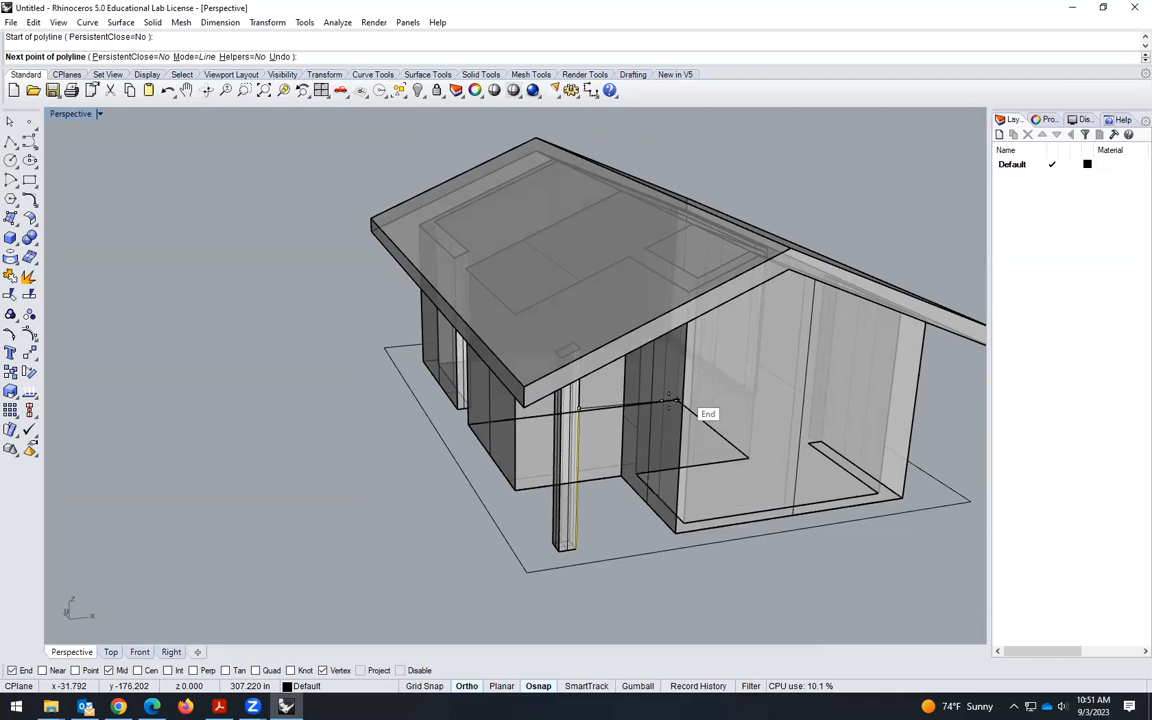 Untitled - Rhinoceros 5.0 Educational Lab License - [Perspective]
File Edit View Curve Surface Solid Mesh Dimension Transform Tools Analyze Render Panels Help
Start of polyline ( PersistentClose=No ):
Next point of polyline ( PersistentClose=No Mode=Line Helpers=No Undo ):
Standard CPlanes Set View Display Select Viewport Layout Visibility Transform Curve Tools Surface Tools Solid Tools Mesh Tools Render Tools Drafting New in V5
Perspective
Lay... Pro... Dis... Help
Name Material
Default
End
z
y x
Perspective Top Front Right
End Near Point Mid Cen Int Perp Tan Quad Knot Vertex Project Disable
CPlane x -31.792 y -176.202 z 0.000 307.220 in Default Grid Snap Ortho Planar Osnap SmartTrack Gumball Record History Filter CPU use: 10.1 %
74°F Sunny
10:51 AM
9/3/2023